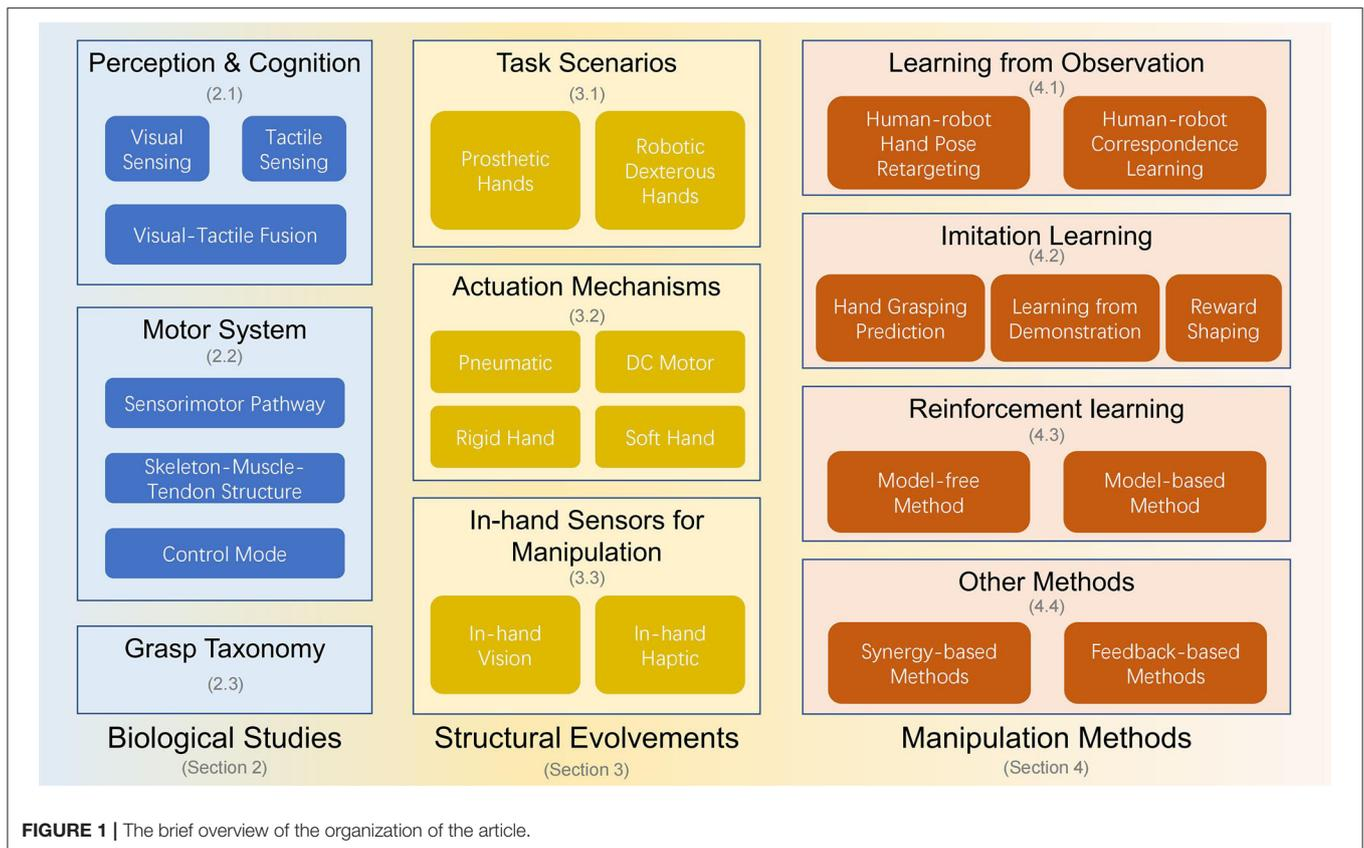 Perception & Cognition
(2.1)
Visual
Sensing
Tactile
Sensing
Visual-Tactile Fusion
Motor System
(2.2)
Sensorimotor Pathway
Skeleton-Muscle-
Tendon Structure
Control Mode
Grasp Taxonomy
(2.3)
Biological Studies
(Section 2)
Task Scenarios
(3.1)
Prosthetic
Hands
Robotic
Dexterous
Hands
Actuation Mechanisms
(3.2)
Pneumatic
DC Motor
Rigid Hand
Soft Hand
In-hand Sensors for
Manipulation
(3.3)
In-hand
Vision
In-hand
Haptic
Structural Evolvements
(Section 3)
Learning from Observation
(4.1)
Human-robot
Hand Pose
Retargeting
Human-robot
Correspondence
Learning
Imitation Learning
(4.2)
Hand Grasping
Prediction
Learning from
Demonstration
Reward
Shaping
Reinforcement learning
(4.3)
Model-free
Method
Model-based
Method
Other Methods
(4.4)
Synergy-based
Methods
Feedback-based
Methods
Manipulation Methods
(Section 4)
FIGURE 1 | The brief overview of the organization of the article.